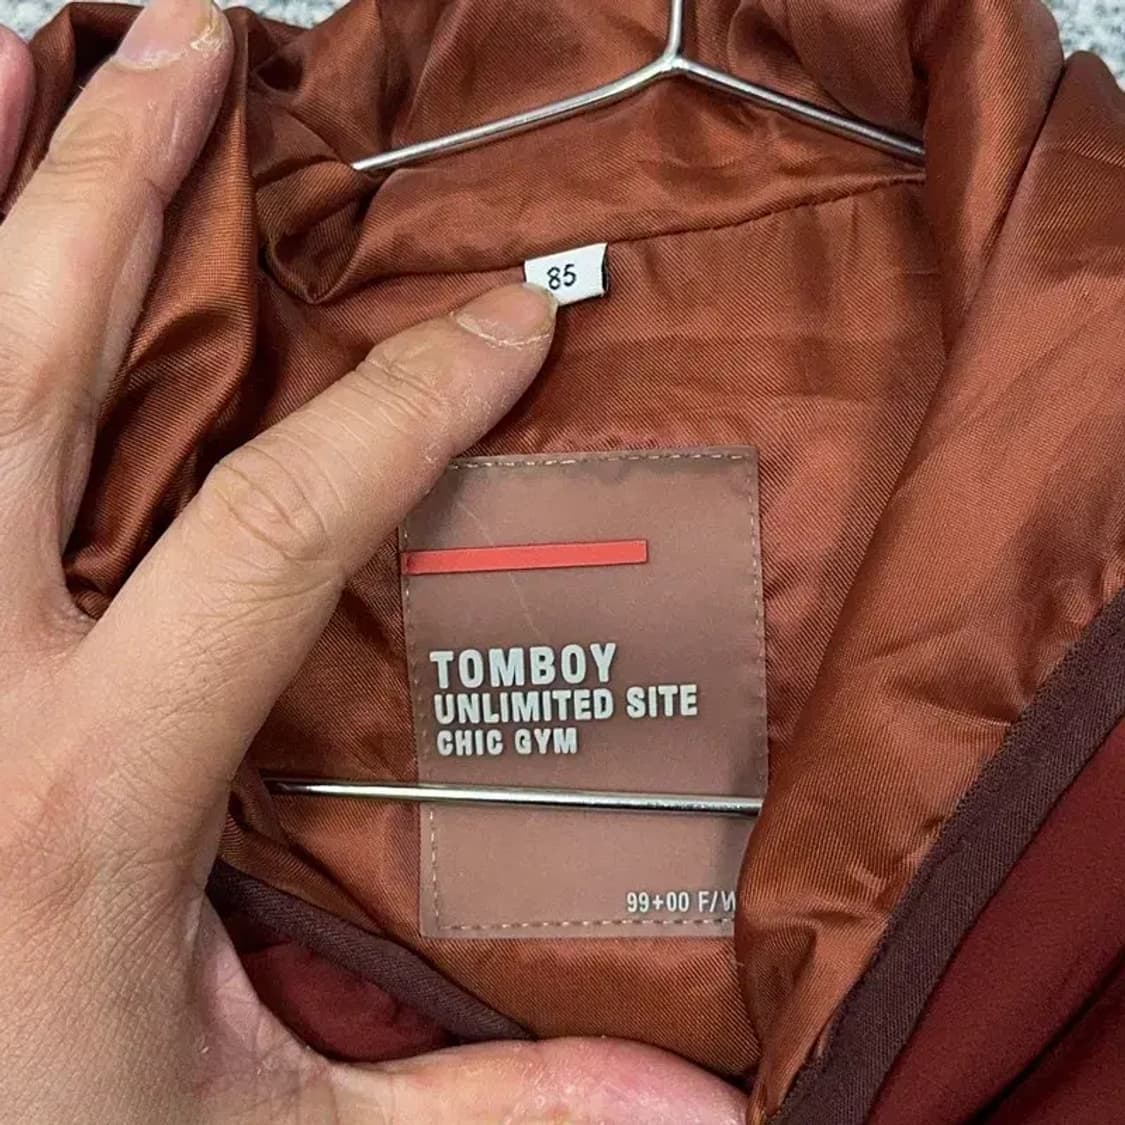 85
TOMBOY
UNLIMITED SITE
CHIC GYM
99+00 F/W